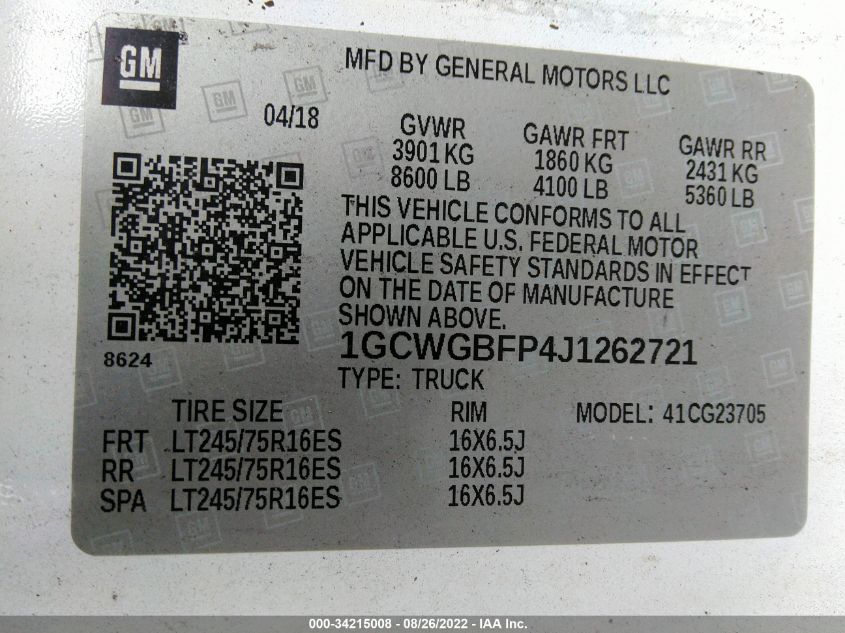 GM
MFD BY GENERAL MOTORS LLC
04/18
GVWR GAWR FRT GAWR RR
3901 KG 1860 KG 2431 KG
8600 LB 4100 LB 5360 LB
THIS VEHICLE CONFORMS TO ALL
APPLICABLE U.S. FEDERAL MOTOR
VEHICLE SAFETY STANDARDS IN EFFECT
ON THE DATE OF MANUFACTURE
SHOWN ABOVE.
8624
1GCWGBFP4J1262721
TYPE: TRUCK
TIRE SIZE RIM MODEL: 41CG23705
FRT LT245/75R16ES 16X6.5J
RR LT245/75R16ES 16X6.5J
SPA LT245/75R16ES 16X6.5J
000-34215008 - 08/26/2022 - IAA Inc.